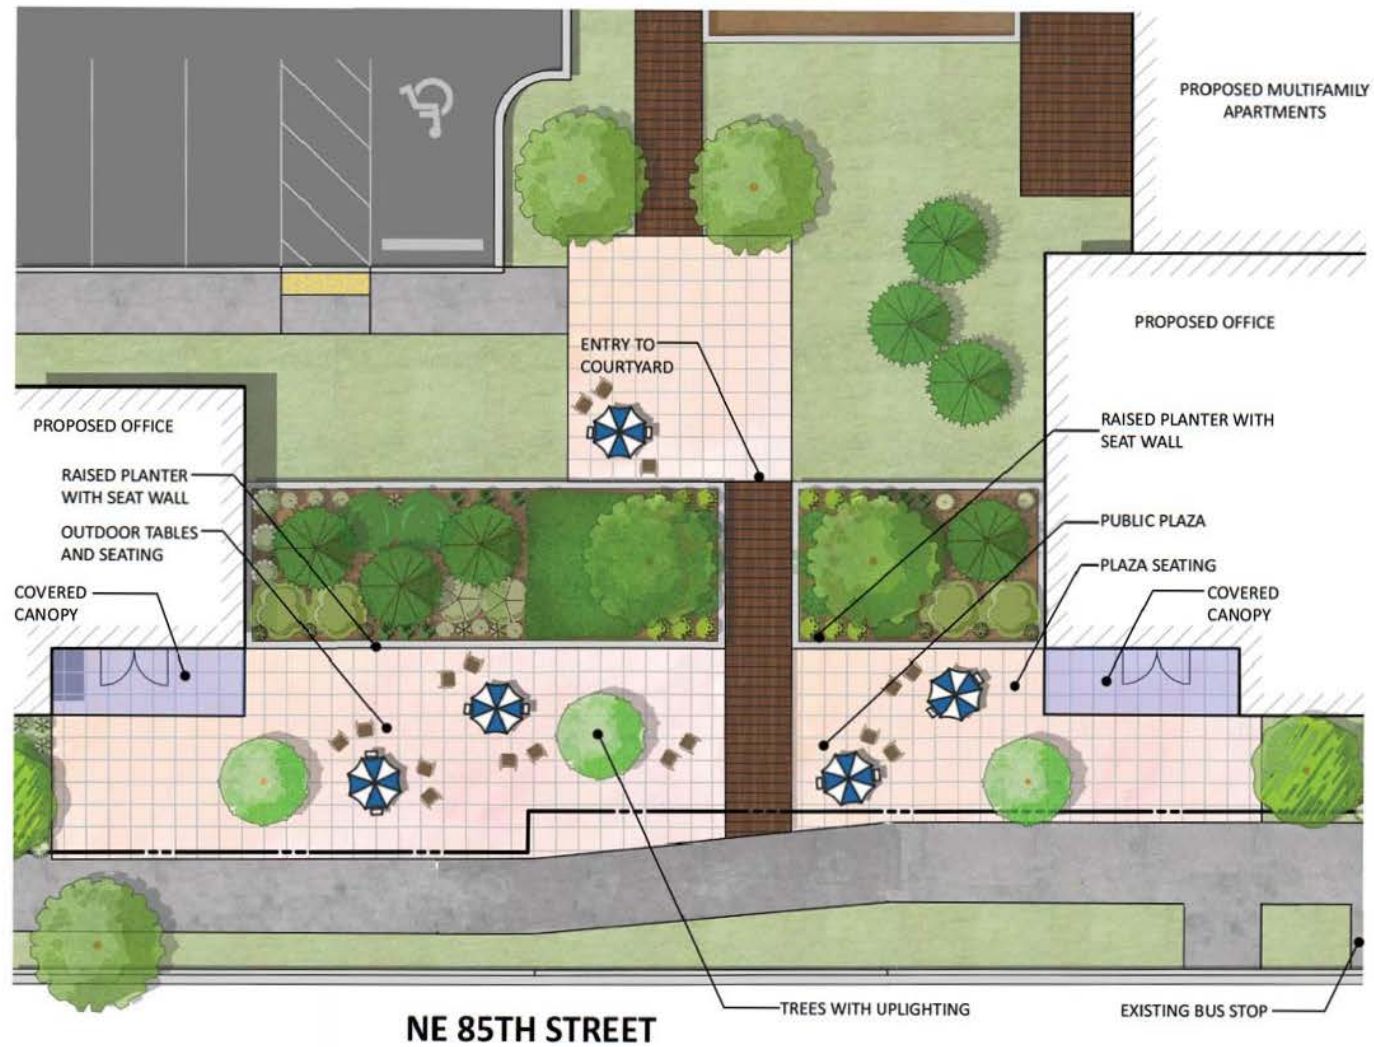 PROPOSED MULTIFAMILY
APARTMENTS
PROPOSED OFFICE
ENTRY TO
COURTYARD
PROPOSED OFFICE
RAISED PLANTER WITH
SEAT WALL
RAISED PLANTER
WITH SEAT WALL
PUBLIC PLAZA
OUTDOOR TABLES
AND SEATING
PLAZA SEATING
COVERED
CANOPY
COVERED
CANOPY
TREES WITH UPLIGHTING
EXISTING BUS STOP
NE 85TH STREET